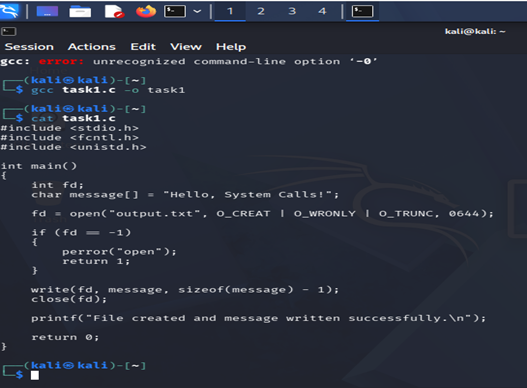 1 2 3 4
kali@kali: ~
Session Actions Edit View Help
gcc: error: unrecognized command-line option ‘-0’
┌──(kali㉿kali)-[~]
└─$ gcc task1.c -o task1
┌──(kali㉿kali)-[~]
└─$ cat task1.c
#include <stdio.h>
#include <fcntl.h>
#include <unistd.h>
int main()
{
    int fd;
    char message[] = "Hello, System Calls!";
    fd = open("output.txt", O_CREAT | O_WRONLY | O_TRUNC, 0644);
    if (fd == -1)
    {
        perror("open");
        return 1;
    }
    write(fd, message, sizeof(message) - 1);
    close(fd);
    printf("File created and message written successfully.\n");
    return 0;
}
┌──(kali㉿kali)-[~]
└─$